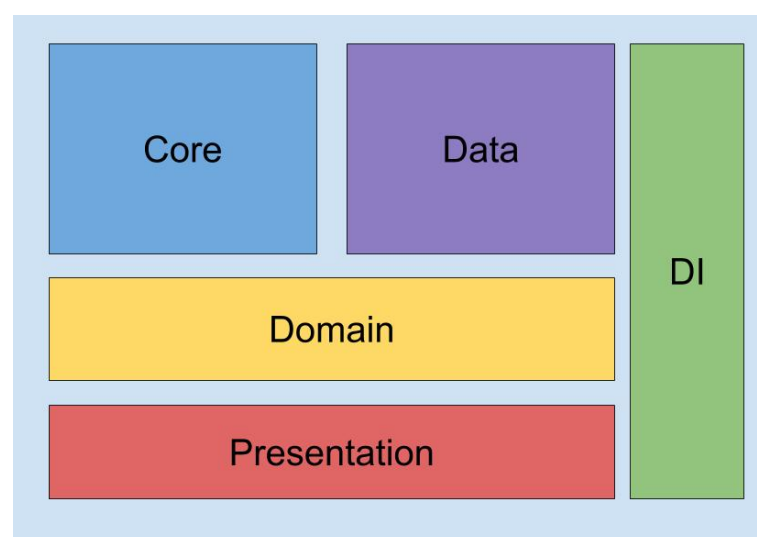 Core
Data
DI
Domain
Presentation